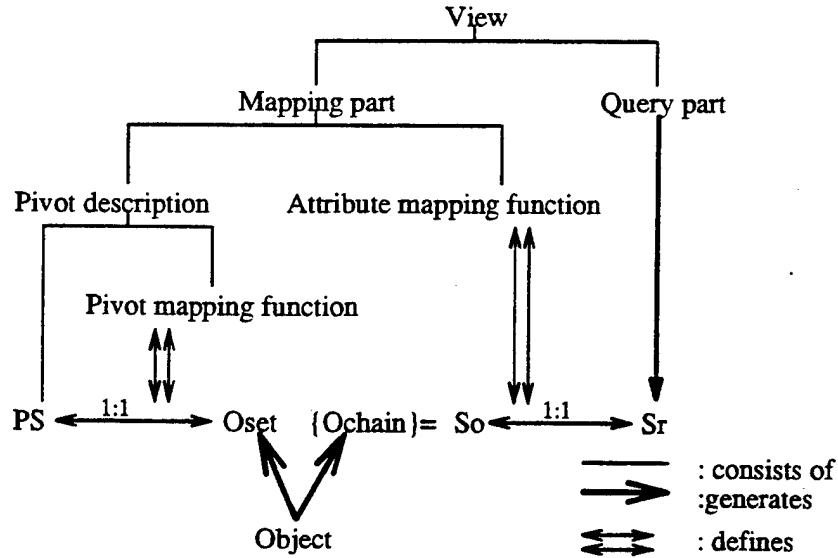 View
Mapping part
Query part
Pivot description
Attribute mapping function
Pivot mapping function
PS
1:1
Oset
{Ochain}=
So
1:1
Sr
: consists of
:generates
Object
: defines